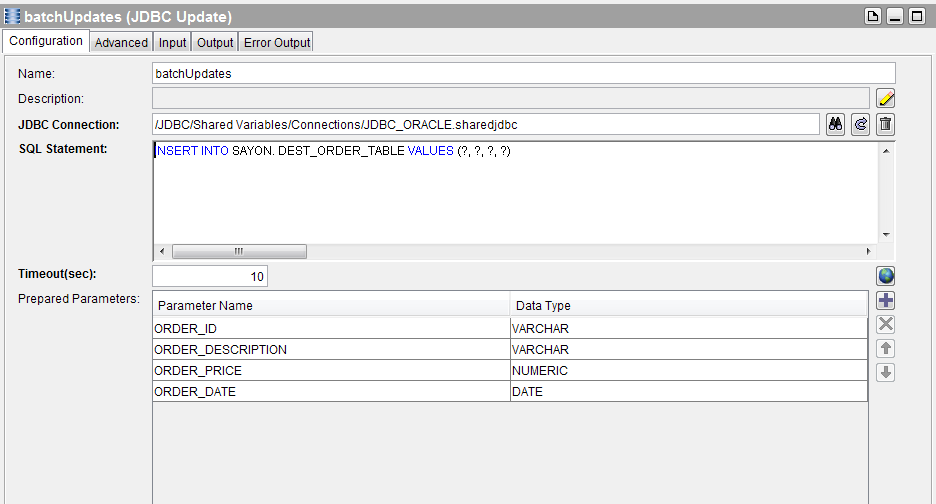 batchUpdates (JDBC Update)
Configuration Advanced Input Output Error Output
Name: batchUpdates
Description:
JDBC Connection: /JDBC/Shared Variables/Connections/JDBC_ORACLE.sharedjdbc
SQL Statement: INSERT INTO SAYON. DEST_ORDER_TABLE VALUES (?, ?, ?, ?)
Timeout(sec): 10
Prepared Parameters:
Parameter Name Data Type
ORDER_ID VARCHAR
ORDER_DESCRIPTION VARCHAR
ORDER_PRICE NUMERIC
ORDER_DATE DATE